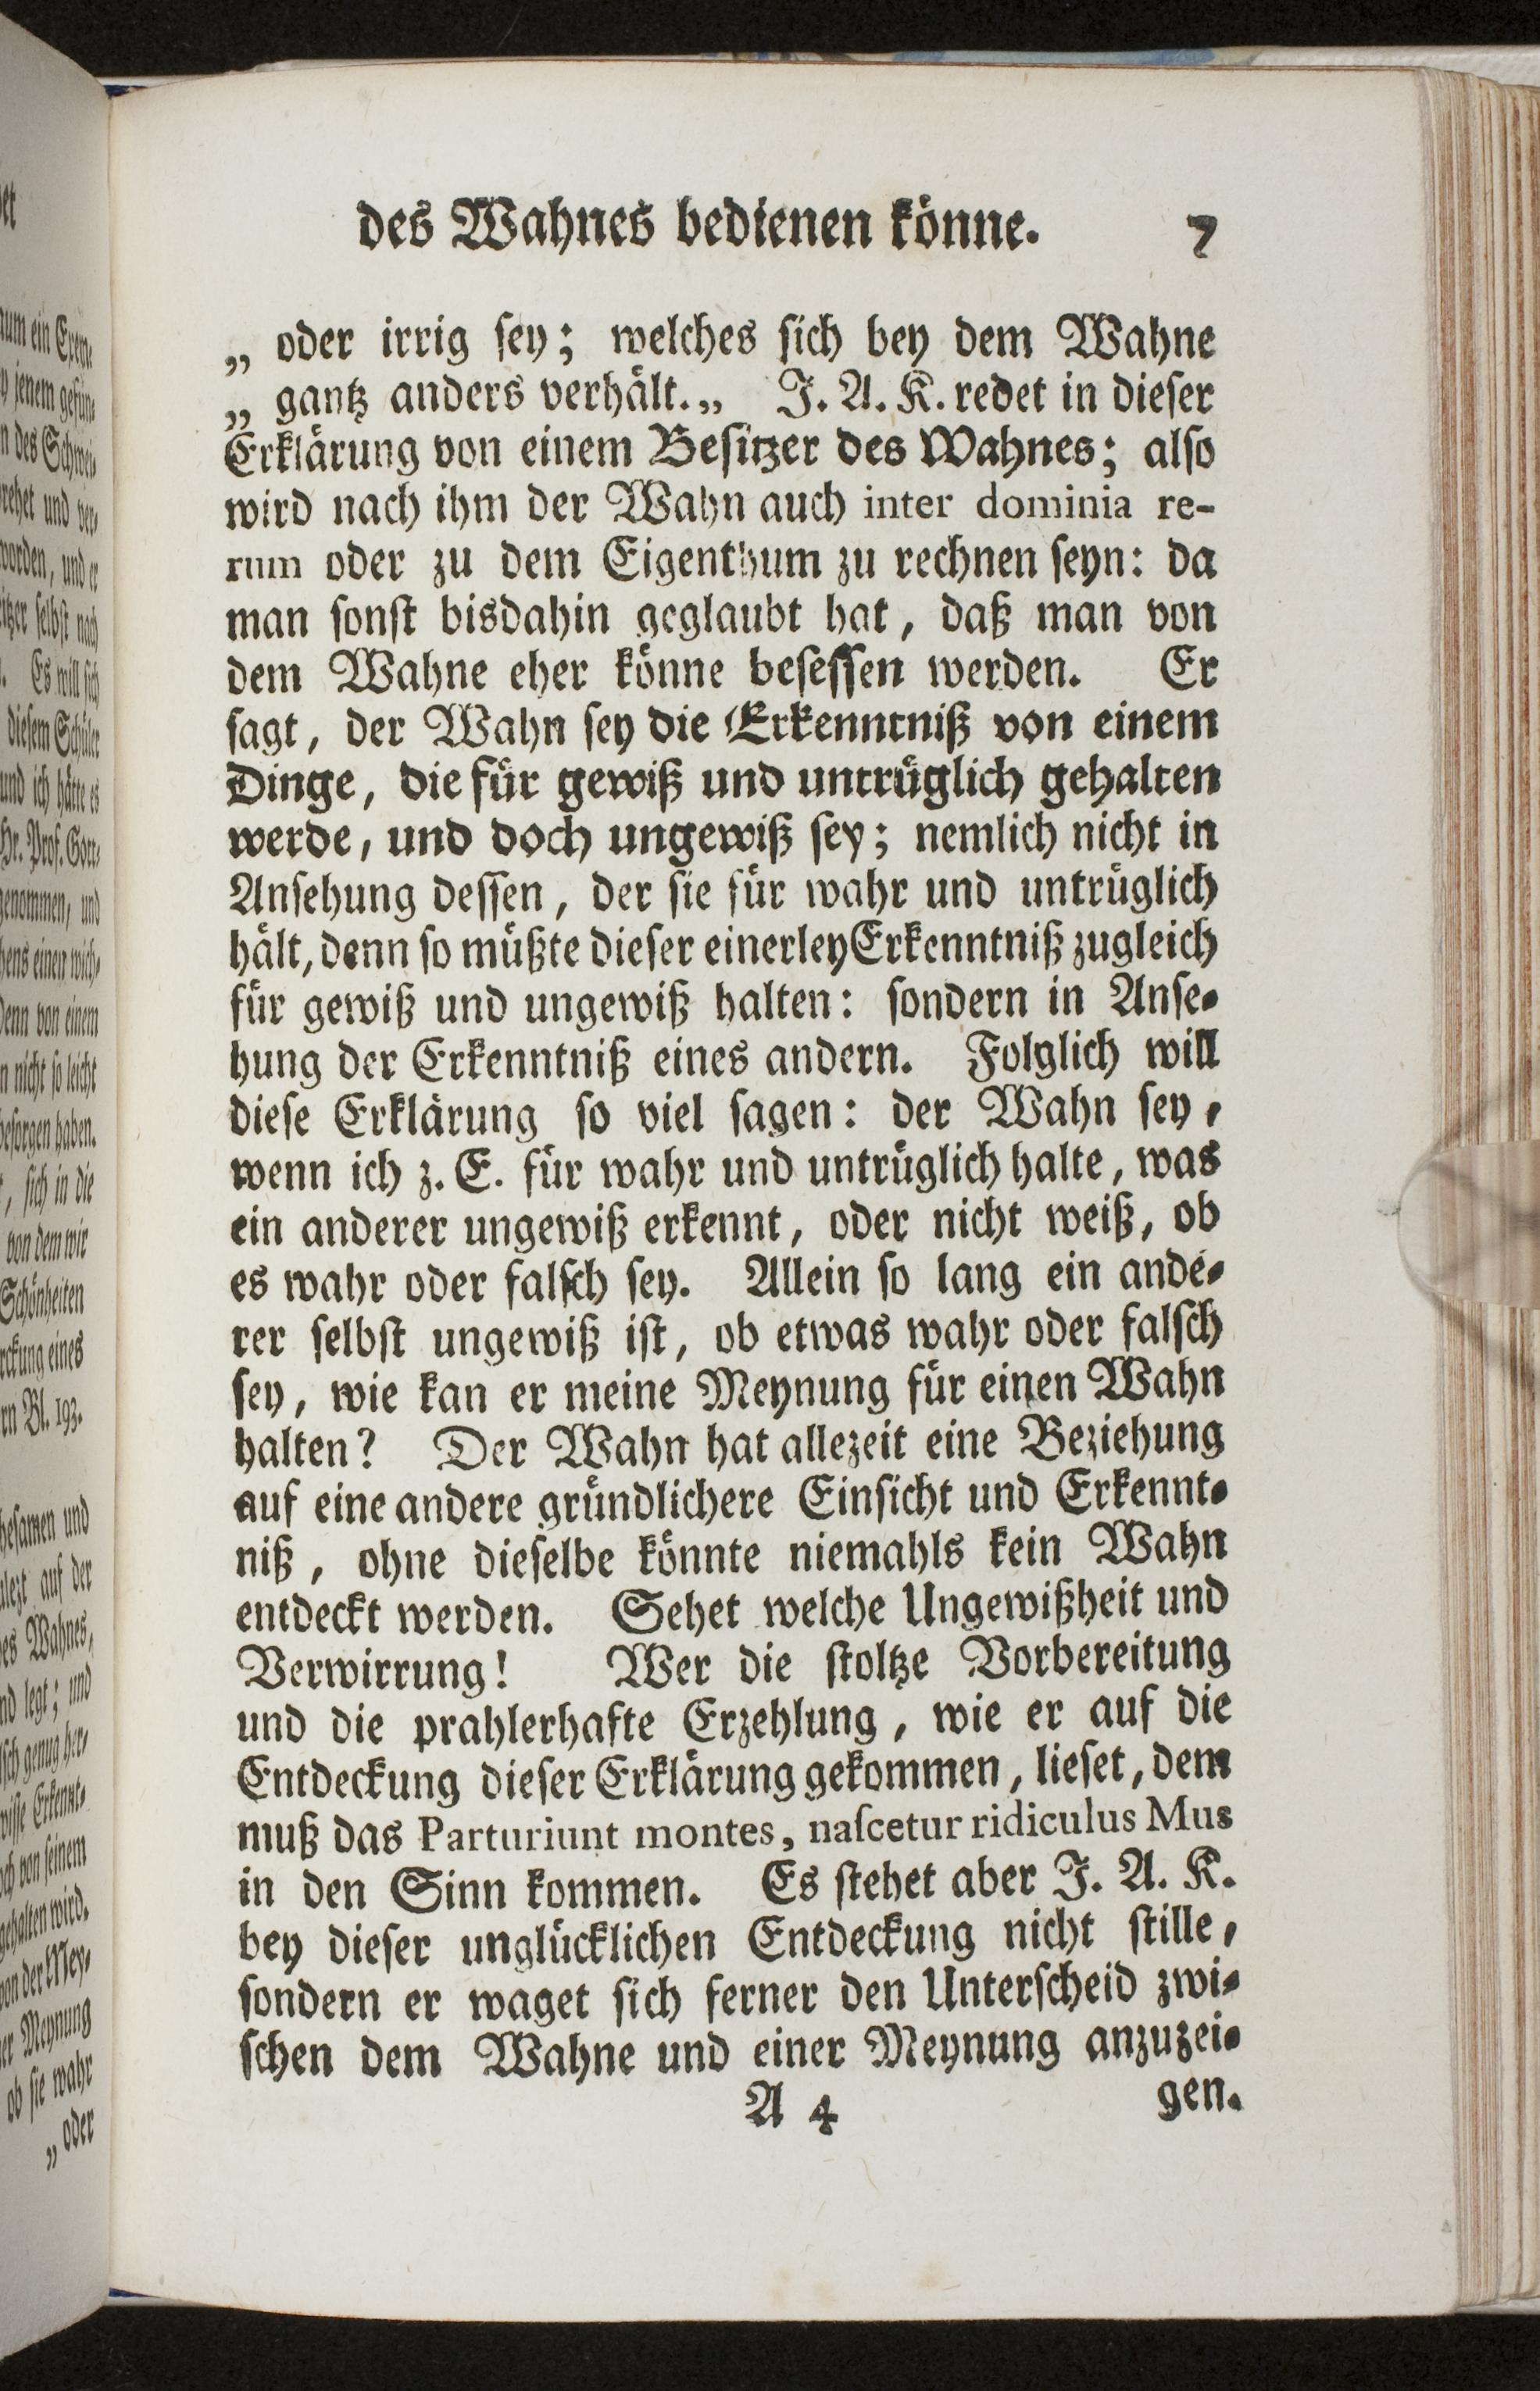 des Wahnes bedienen könne. 7
„ oder irrig ſey; welches ſich bey dem Wahne
„ gantz anders verhält.„ J. A. K. redet in dieſer
Erklärung von einem Beſitzer des Wahnes; alſo
wird nach ihm der Wahn auch inter dominia re-
rum oder zu dem Eigenthum zu rechnen ſeyn: da
man ſonſt bisdahin geglaubt hat, daß man von
dem Wahne eher könne beſeſſen werden. Er
ſagt, der Wahn ſey die Erkenntniß von einem
Dinge, die für gewiß und untrüglich gehalten
werde, und doch ungewiß ſey; nemlich nicht in
Anſehung deſſen, der ſie für wahr und untrüglich
hält, denn ſo müßte dieſer einerley Erkenntniß zugleich
für gewiß und ungewiß halten: ſondern in Anſe-
hung der Erkenntniß eines andern. Folglich will
dieſe Erklärung ſo viel ſagen: der Wahn ſey,
wenn ich z. E. für wahr und untrüglich halte, was
ein anderer ungewiß erkennt, oder nicht weiß, ob
es wahr oder falſch ſey. Allein ſo lang ein ande-
rer ſelbſt ungewiß iſt, ob etwas wahr oder falſch
ſey, wie kan er meine Meynung für einen Wahn
halten? Der Wahn hat allezeit eine Beziehung
auf eine andere gründlichere Einſicht und Erkennt-
niß, ohne dieſelbe könnte niemahls kein Wahn
entdeckt werden. Sehet welche Ungewißheit und
Verwirrung! Wer die ſtoltze Vorbereitung
und die prahlerhafte Erzehlung, wie er auf die
Entdeckung dieſer Erklärung gekommen, lieſet, dem
muß das Parturiunt montes, naſcetur ridiculus Mus
in den Sinn kommen. Es ſtehet aber J. A. K.
bey dieſer unglücklichen Entdeckung nicht ſtille,
ſondern er waget ſich ferner den Unterſcheid zwi-
ſchen dem Wahne und einer Meynung anzuzei-
A 4 gen.